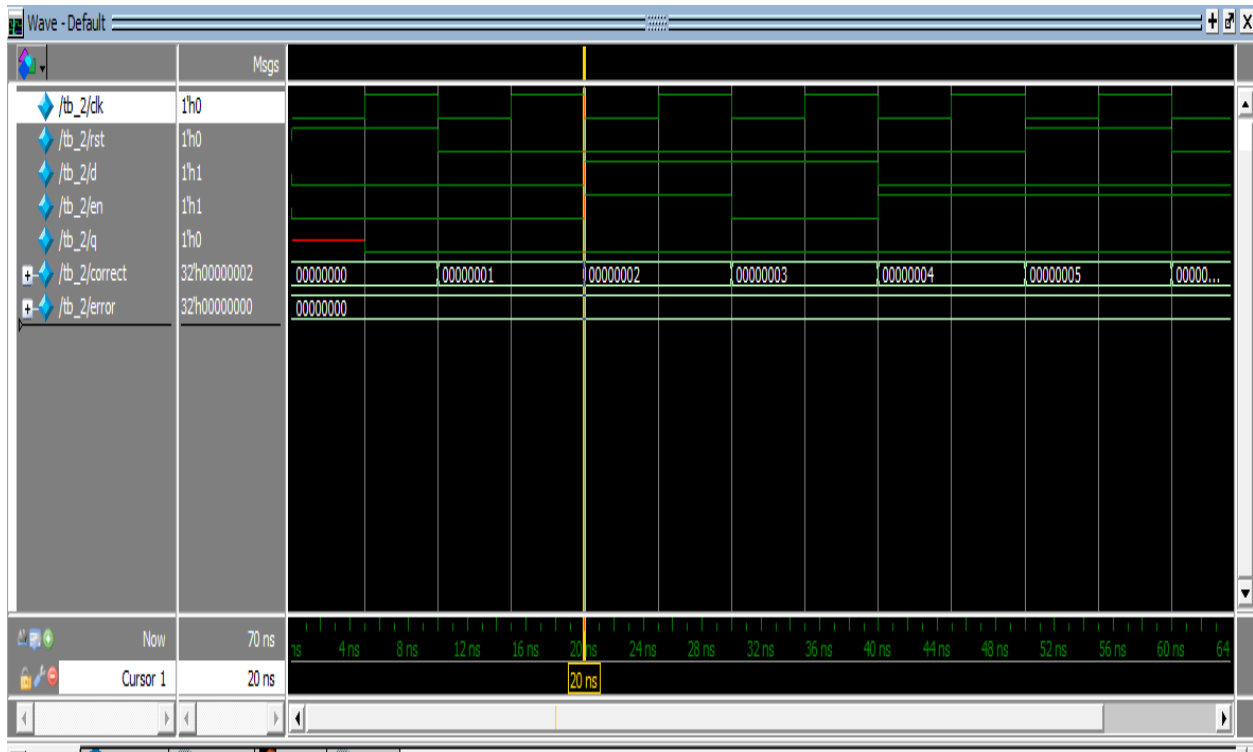 Wave - Default
Msgs
/tb_2/clk 1'h0
/tb_2/rst 1'h0
/tb_2/d 1'h1
/tb_2/en 1'h1
/tb_2/q 1'h0
/tb_2/correct 32'h00000002 00000000 00000001 00000002 00000003 00000004 00000005 00000...
/tb_2/error 32'h00000000 00000000
Now 70 ns ns 4 ns 8 ns 12 ns 16 ns 20 ns 24 ns 28 ns 32 ns 36 ns 40 ns 44 ns 48 ns 52 ns 56 ns 60 ns 64
Cursor 1 20 ns 20 ns